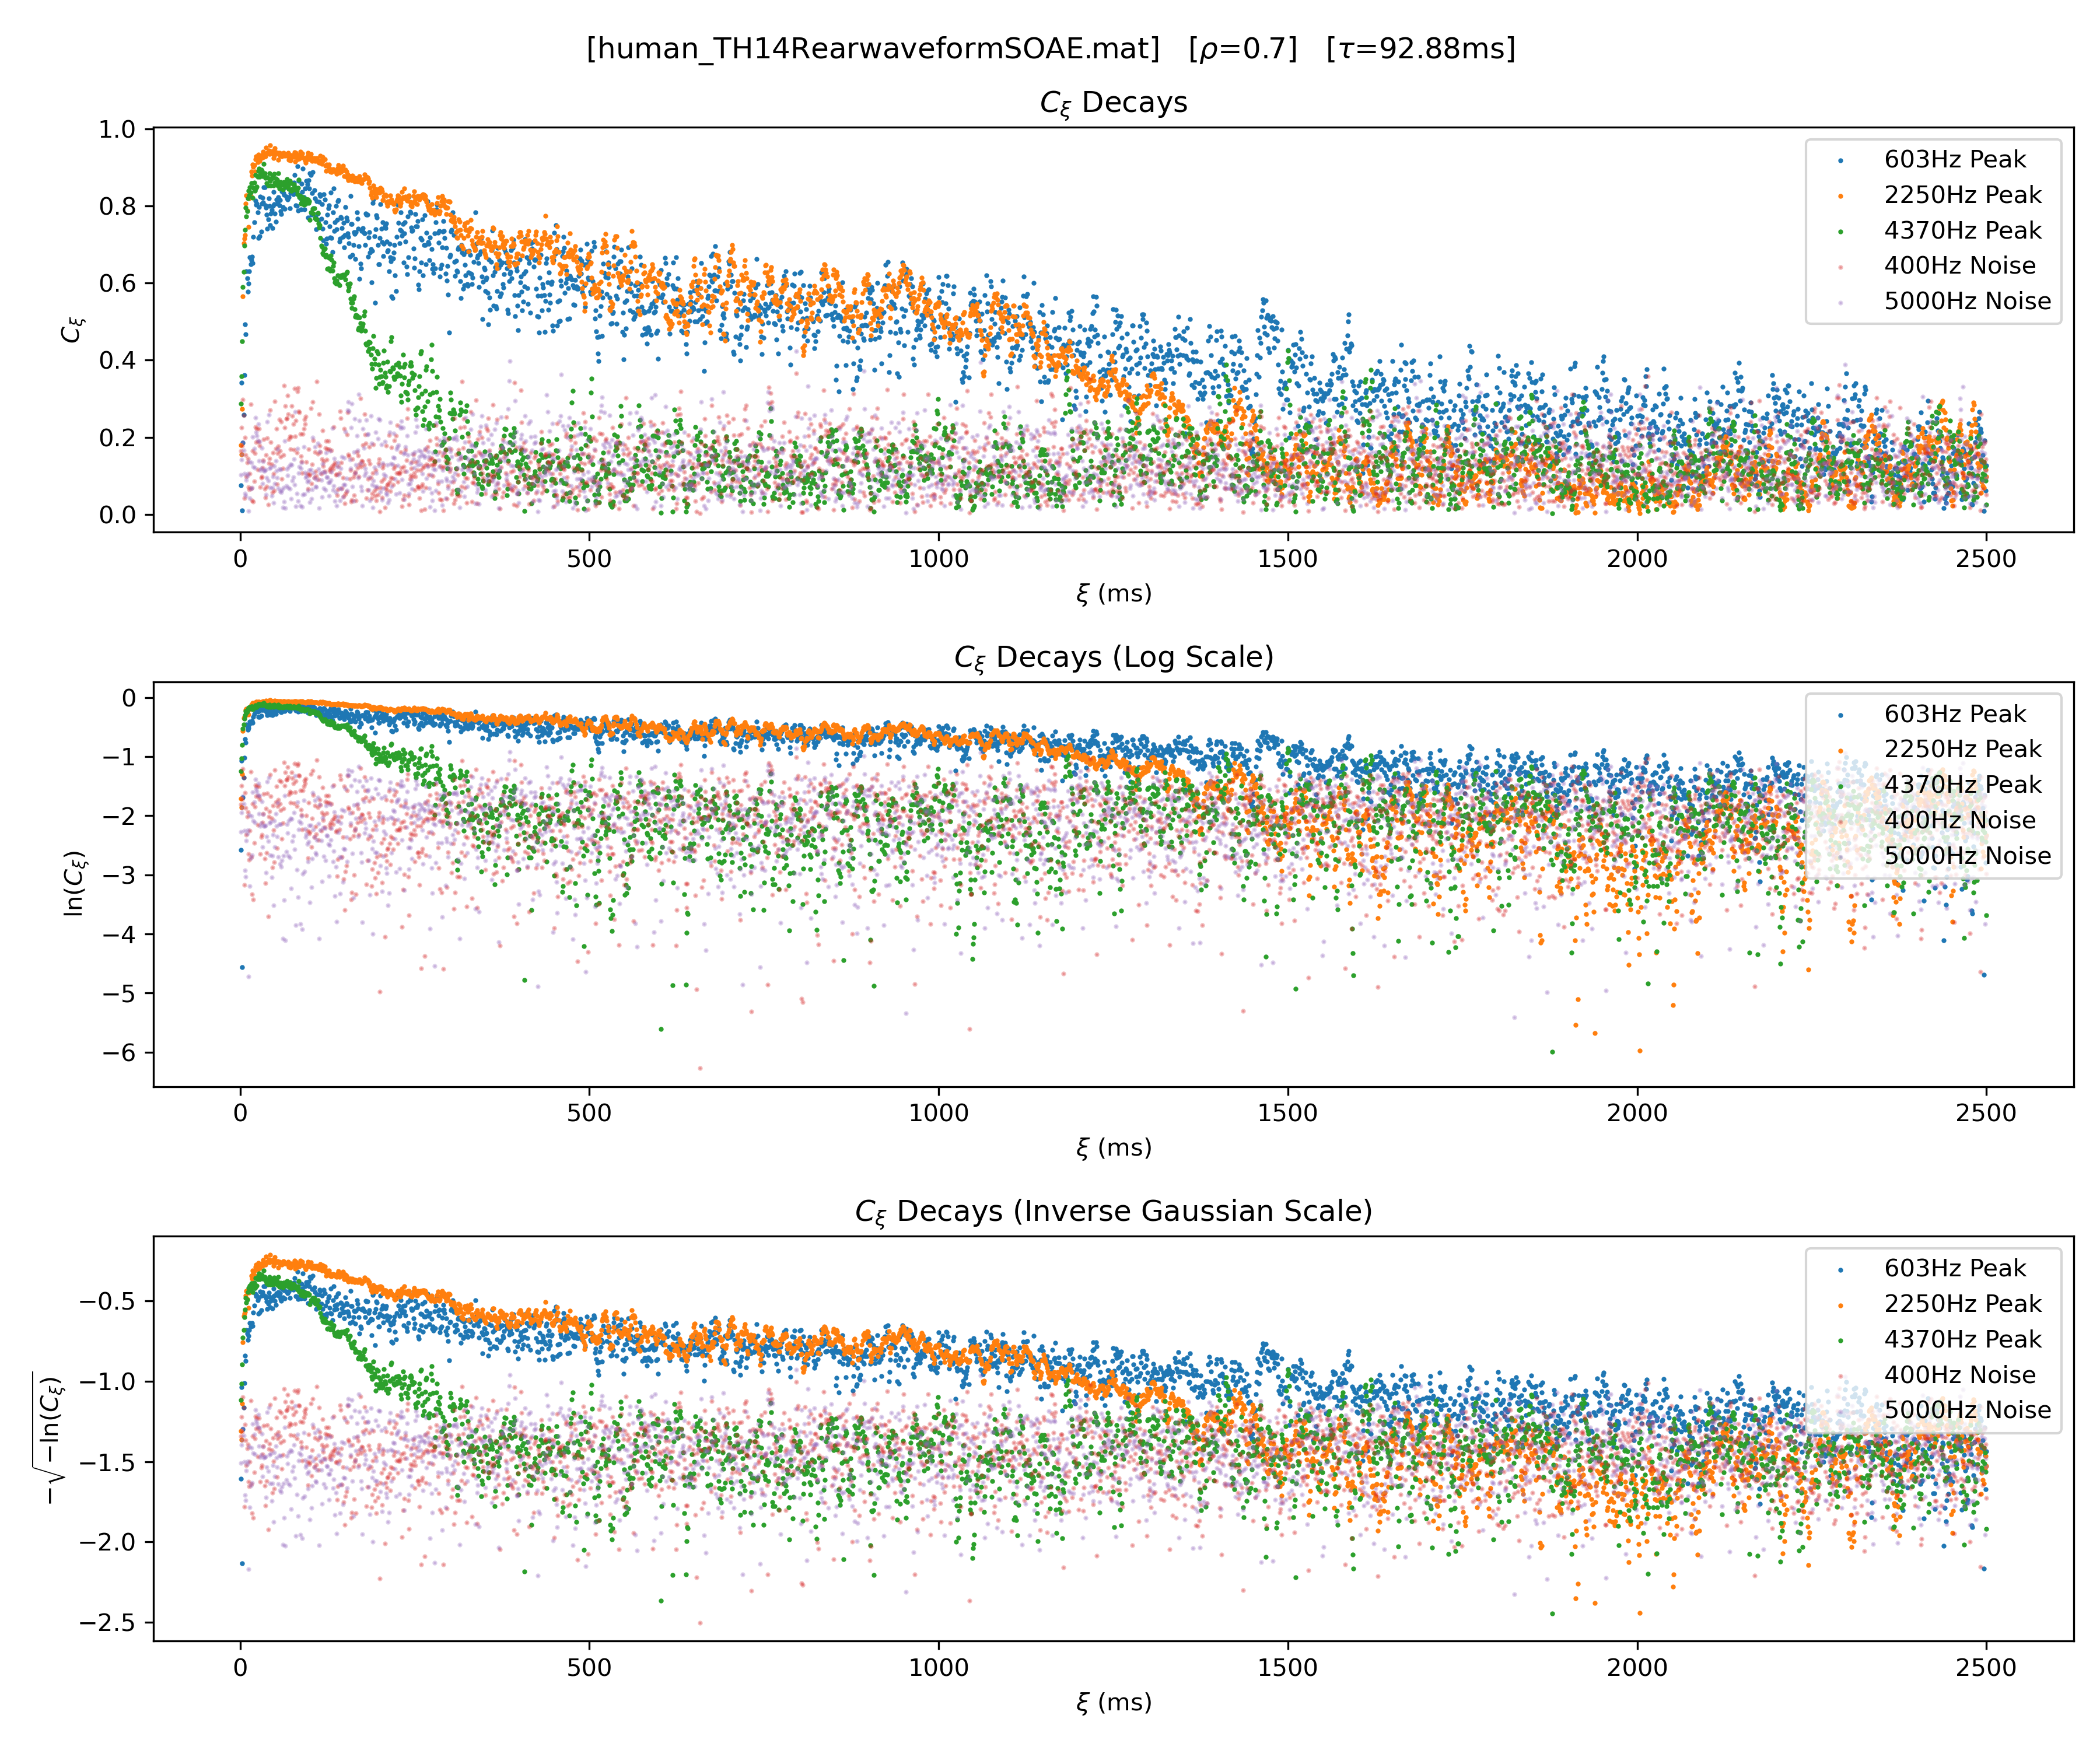 [human_TH14RearwaveformSOAE.mat] [ρ=0.7] [τ=92.88ms]
C_ξ Decays
1.0
0.8
0.6
0.4
0.2
0.0
C_ξ
603Hz Peak
2250Hz Peak
4370Hz Peak
400Hz Noise
5000Hz Noise
0 500 1000 1500 2000 2500
ξ (ms)
C_ξ Decays (Log Scale)
0
−1
−2
−3
−4
−5
−6
ln(C_ξ)
603Hz Peak
2250Hz Peak
4370Hz Peak
400Hz Noise
5000Hz Noise
0 500 1000 1500 2000 2500
ξ (ms)
C_ξ Decays (Inverse Gaussian Scale)
−0.5
−1.0
−1.5
−2.0
−2.5
−√−ln(C_ξ)
603Hz Peak
2250Hz Peak
4370Hz Peak
400Hz Noise
5000Hz Noise
0 500 1000 1500 2000 2500
ξ (ms)